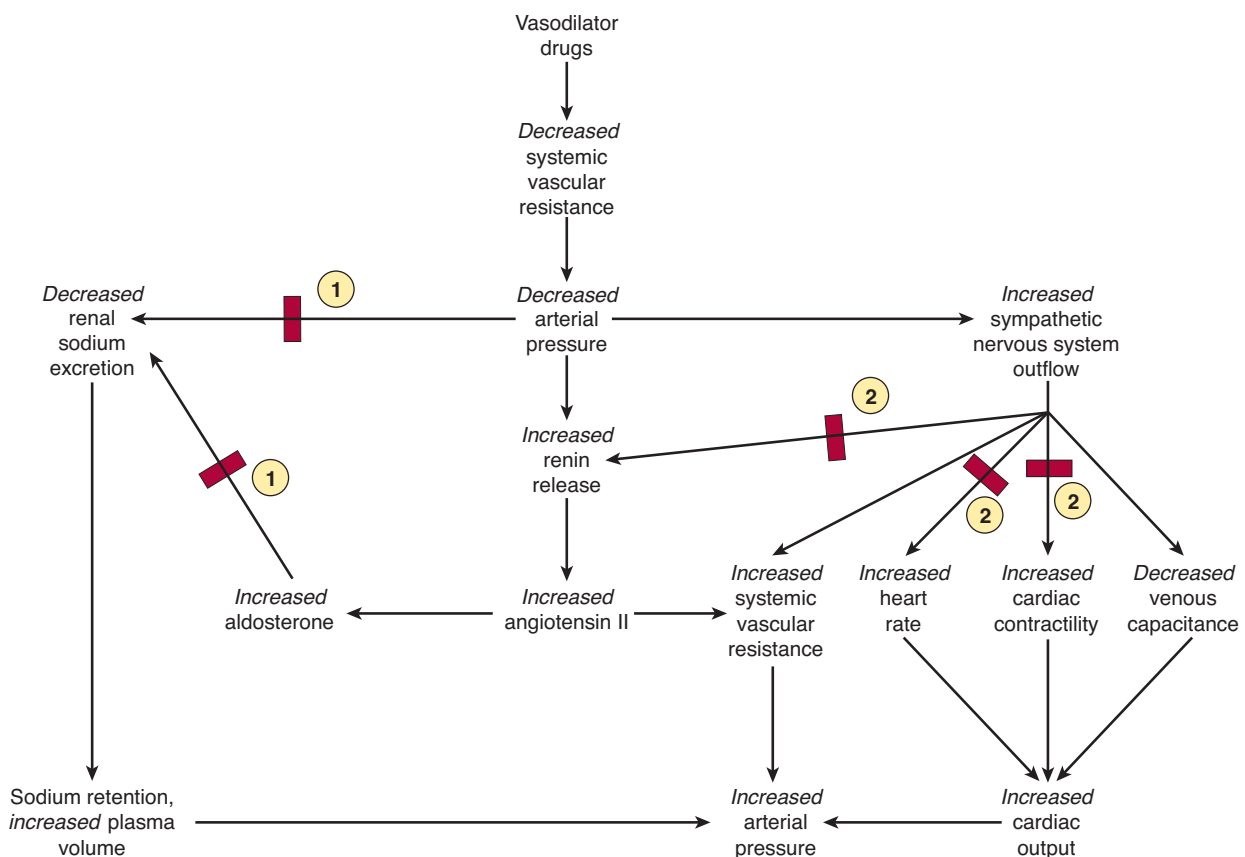 Vasodilator
drugs
Decreased
systemic
vascular
resistance
1
Decreased
renal
sodium
excretion
Decreased
arterial
pressure
Increased
sympathetic
nervous system
outflow
2
Increased
renin
release
1
2
2
Increased
aldosterone
Increased
angiotensin II
Increased
systemic
vascular
resistance
Increased
heart
rate
Increased
cardiac
contractility
Decreased
venous
capacitance
Sodium retention,
increased plasma
volume
Increased
arterial
pressure
Increased
cardiac
output